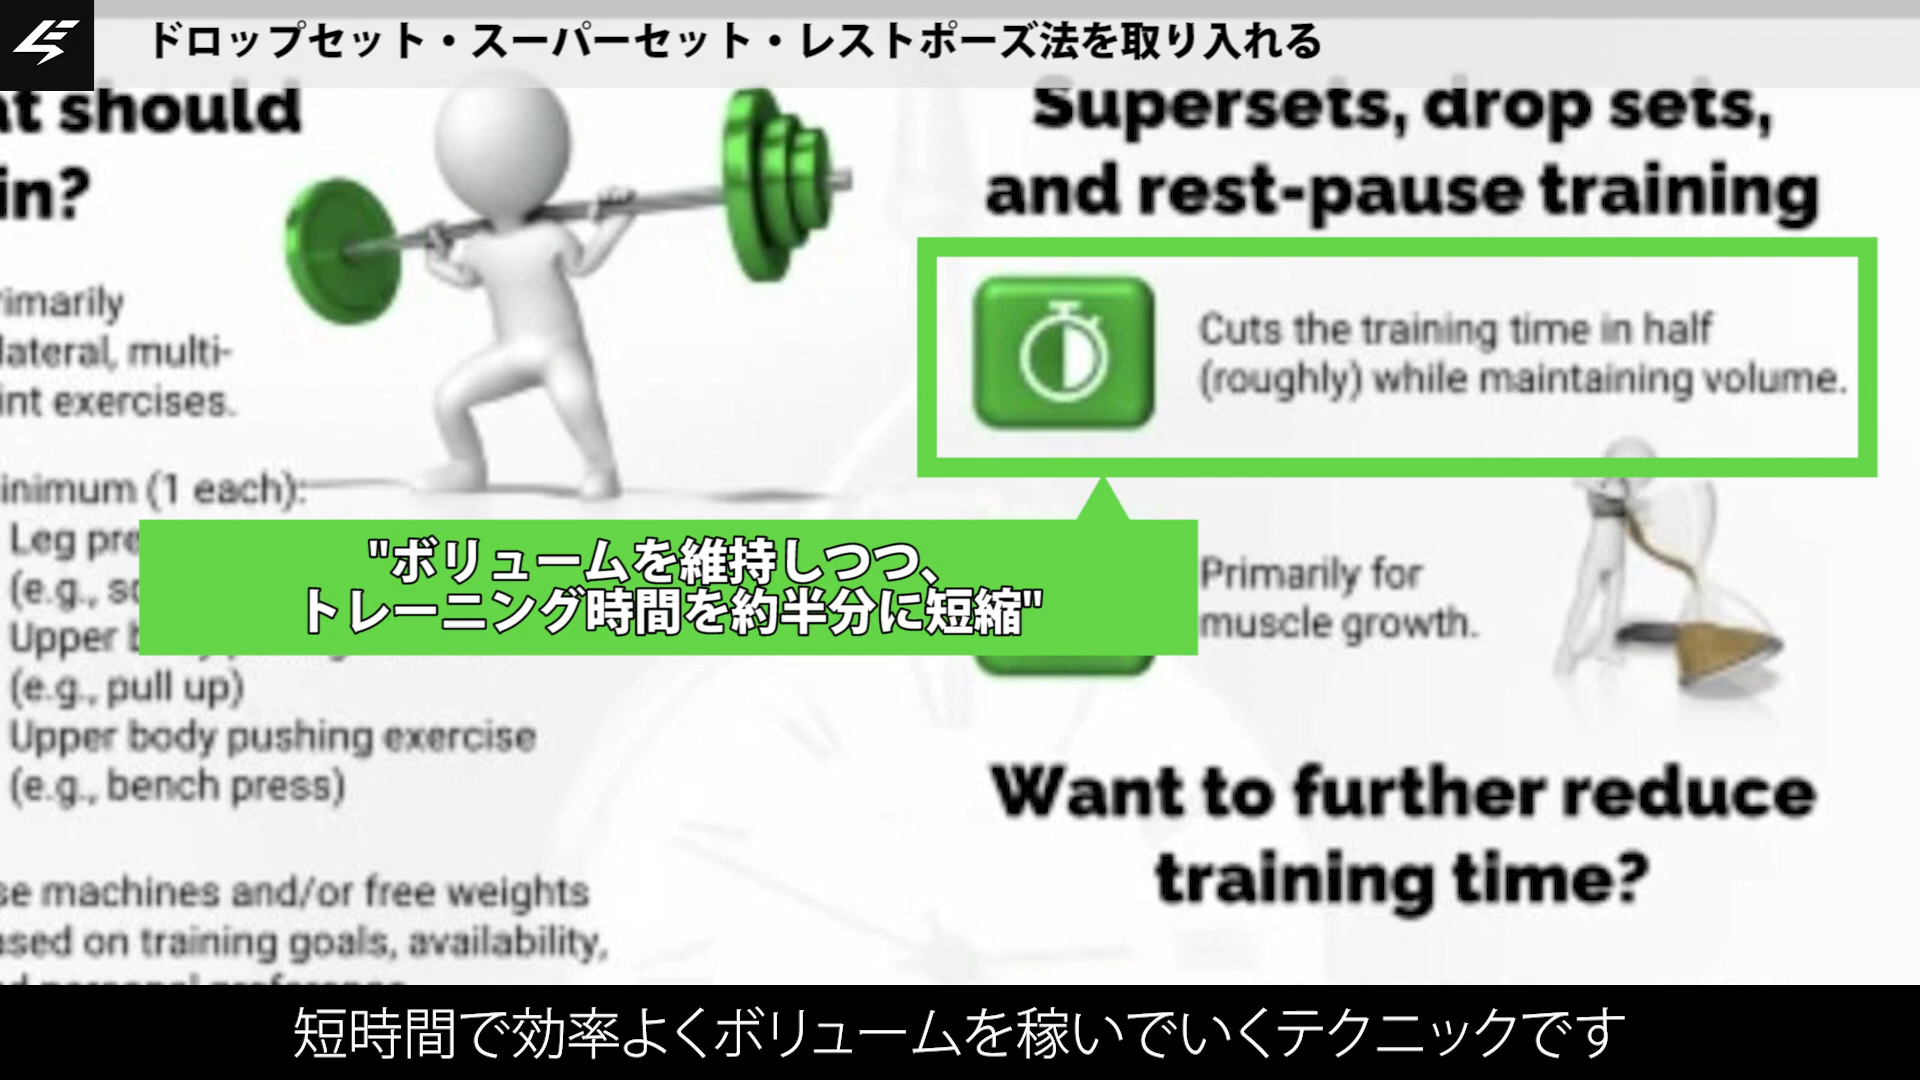 ドロップセット・スーパーセット・レストポーズ法を取り入れる
at should
in?
rimarily
lateral, multi-
int exercises.
inimum (1 each):
Leg pre
(e.g., sq
Upper b
(e.g., pull up)
Upper body pushing exercise
(e.g., bench press)
se machines and/or free weights
ased on training goals, availability,
Supersets, drop sets,
and rest-pause training
Cuts the training time in half
(roughly) while maintaining volume.
"ボリュームを維持しつつ、
トレーニング時間を約半分に短縮"
Primarily for
muscle growth.
Want to further reduce
training time?
短時間で効率よくボリュームを稼いでいくテクニックです